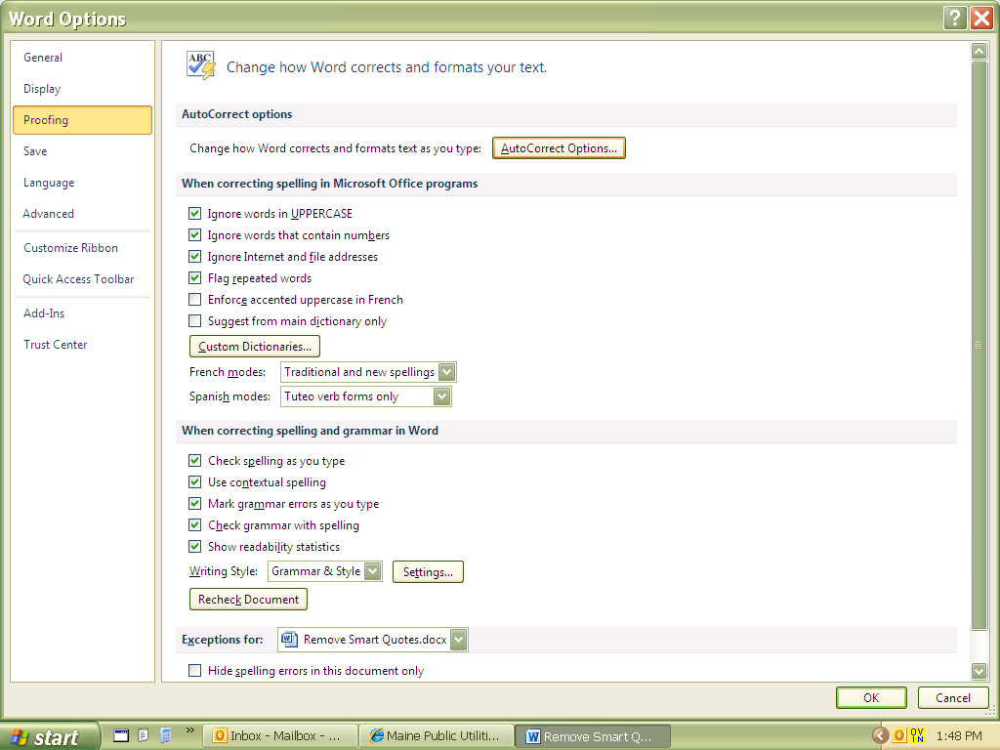 Word Options
General
Display
Proofing
Save
Language
Advanced
Customize Ribbon
Quick Access Toolbar
Add-Ins
Trust Center
ABC
Change how Word corrects and formats your text.
AutoCorrect options
Change how Word corrects and formats text as you type: AutoCorrect Options...
When correcting spelling in Microsoft Office programs
Ignore words in UPPERCASE
Ignore words that contain numbers
Ignore Internet and file addresses
Flag repeated words
Enforce accented uppercase in French
Suggest from main dictionary only
Custom Dictionaries...
French modes: Traditional and new spellings
Spanish modes: Tuteo verb forms only
When correcting spelling and grammar in Word
Check spelling as you type
Use contextual spelling
Mark grammar errors as you type
Check grammar with spelling
Show readability statistics
Writing Style: Grammar & Style Settings...
Recheck Document
Exceptions for: Remove Smart Quotes.docx
Hide spelling errors in this document only
OK Cancel
start Inbox - Mailbox - ... Maine Public Utiliti... Remove Smart Q... 1:48 PM